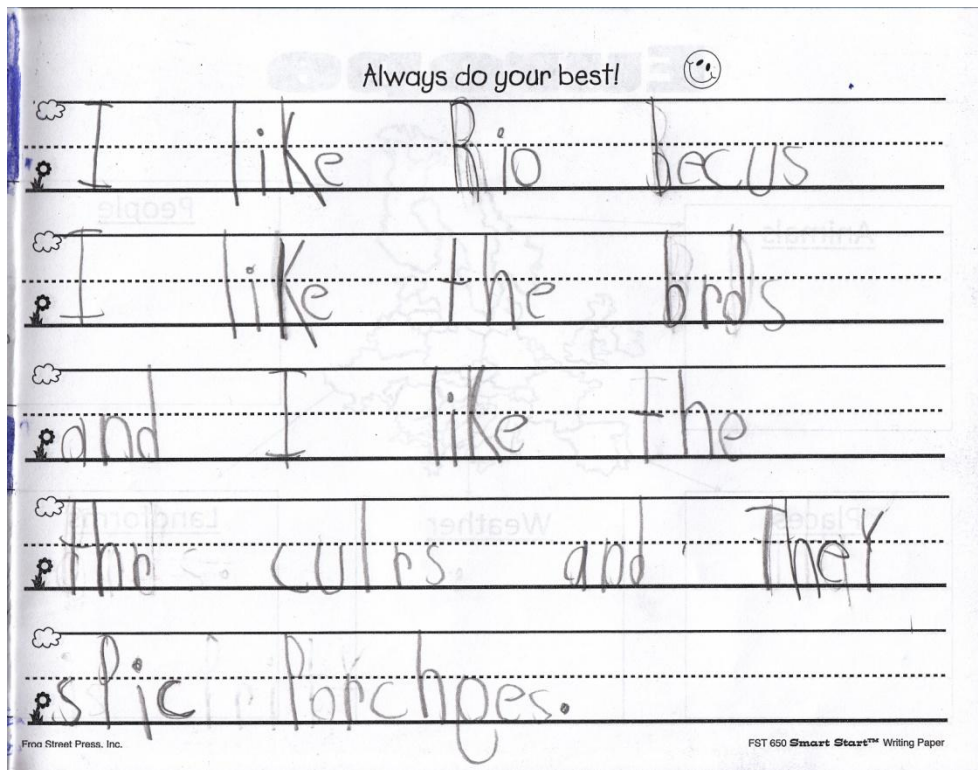 Always do your best!
I like Rio becus
I like the brds
and I like the
thr culrs. and They
spic porchges.
Frog Street Press, Inc. FST 650 Smart Start™ Writing Paper